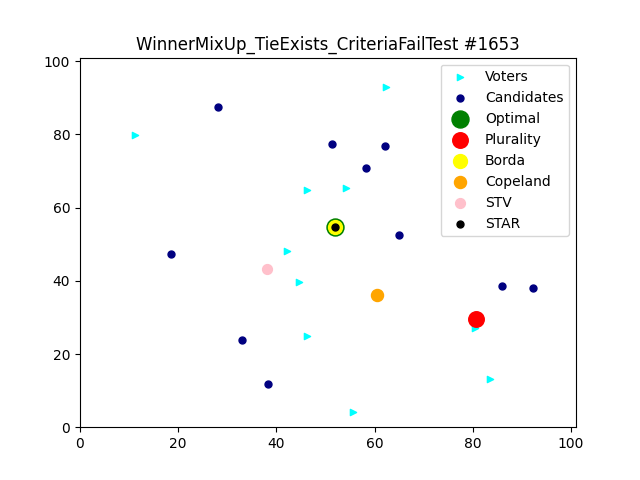 WinnerMixUp_TieExists_CriteriaFailTest #1653
100
80
60
40
20
0
0
20
40
60
80
100
Voters
Candidates
Optimal
Plurality
Borda
Copeland
STV
STAR